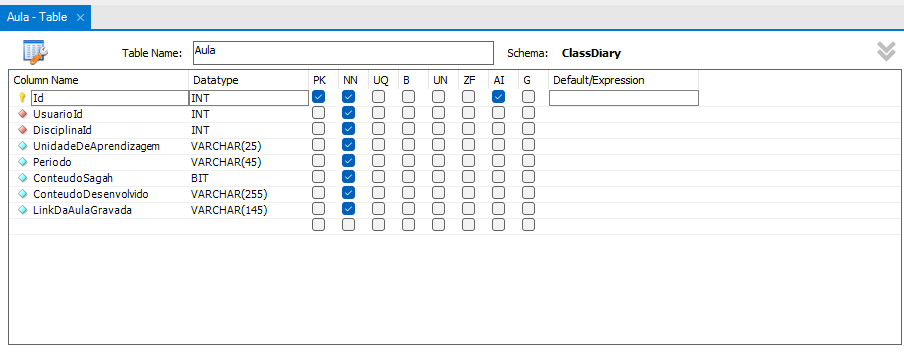 Aula - Table ×
Table Name: Aula Schema: ClassDiary
Column Name Datatype PK NN UQ B UN ZF AI G Default/Expression
Id INT
UsuarioId INT
DisciplinaId INT
UnidadeDeAprendizagem VARCHAR(25)
Periodo VARCHAR(45)
ConteudoSagah BIT
ConteudoDesenvolvido VARCHAR(255)
LinkDaAulaGravada VARCHAR(145)